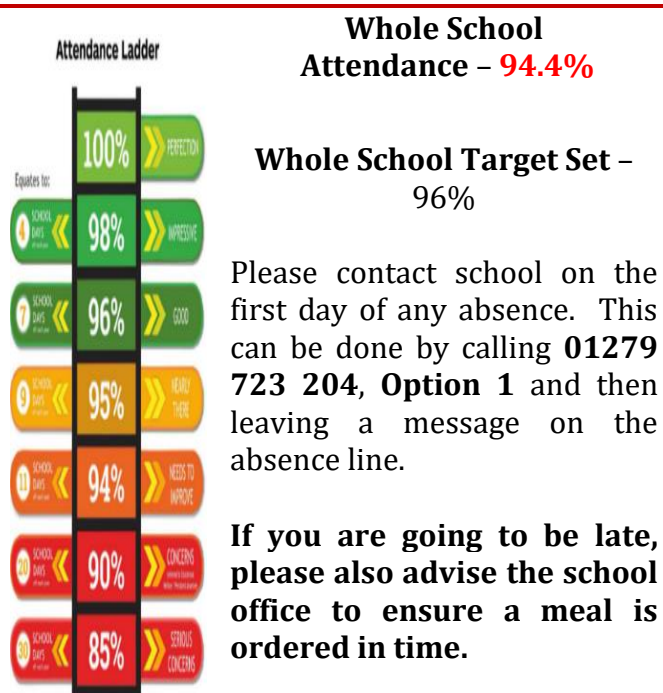 Attendance Ladder
Equates to:
100%
PERFECTION
4 SCHOOL DAYS
98%
IMPRESSIVE
7 SCHOOL DAYS
96%
GOOD
9 SCHOOL DAYS
95%
NEARLY THERE
11 SCHOOL DAYS
94%
NEEDS TO IMPROVE
20 SCHOOL DAYS
90%
CONCERNS
30 SCHOOL DAYS
85%
SERIOUS CONCERNS
Whole School
Attendance – 94.4%
Whole School Target Set –
96%
Please contact school on the
first day of any absence. This
can be done by calling 01279
723 204, Option 1 and then
leaving a message on the
absence line.
If you are going to be late,
please also advise the school
office to ensure a meal is
ordered in time.